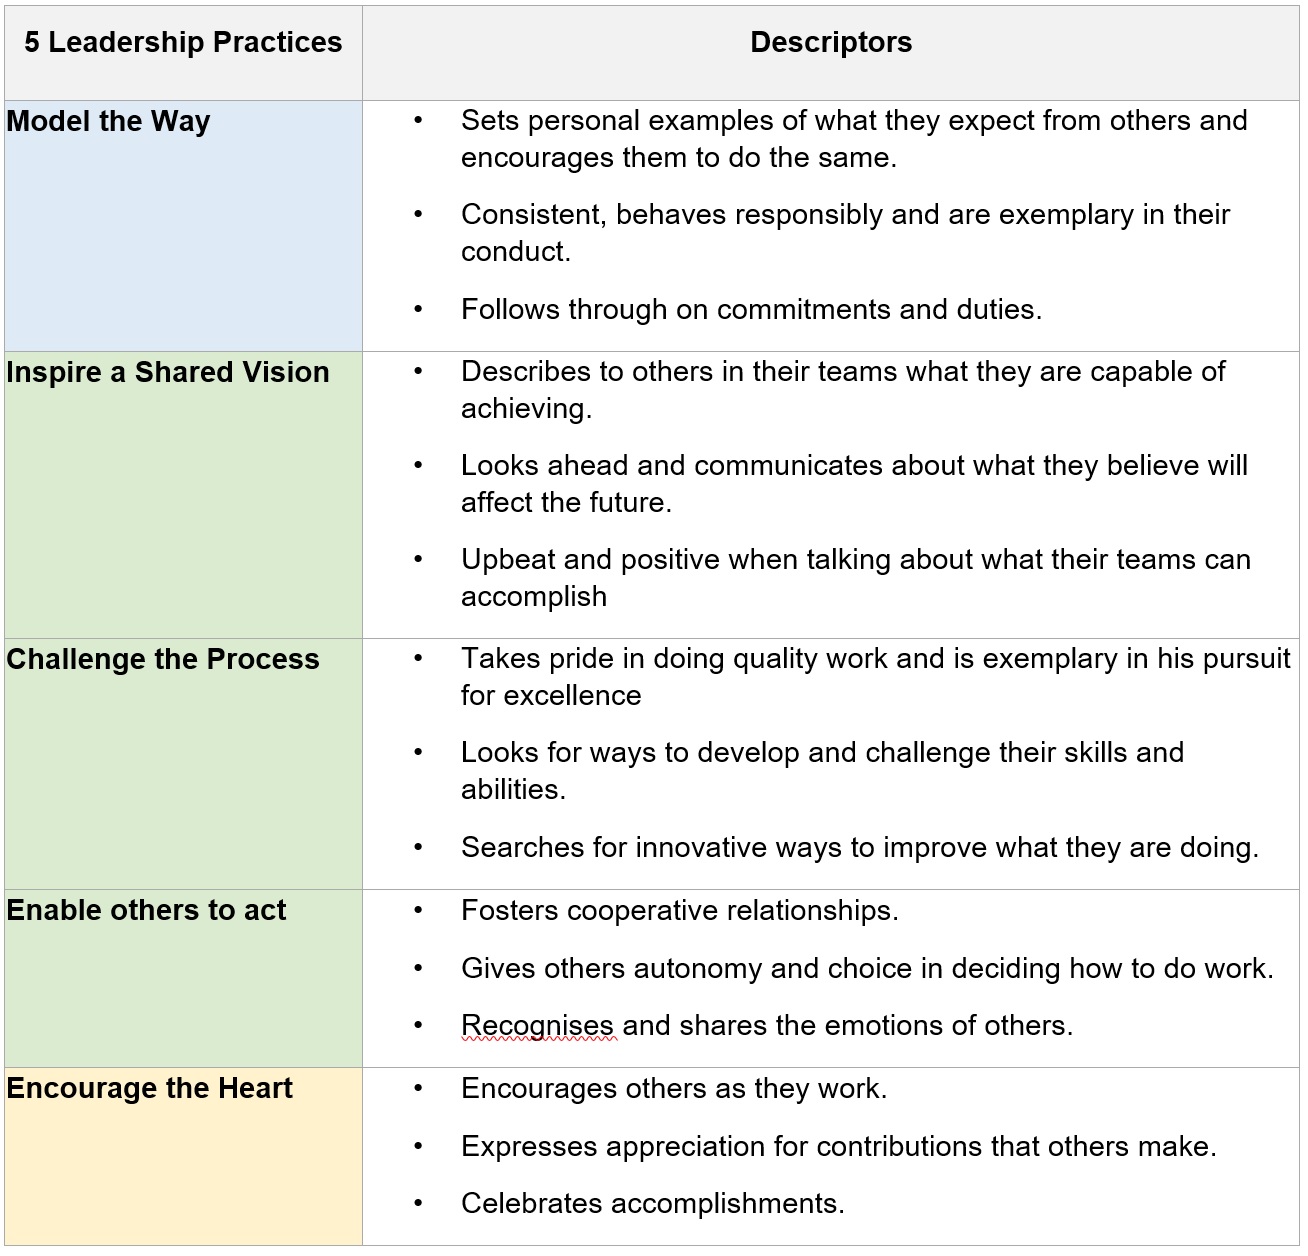 5 Leadership Practices
Descriptors
Model the Way
• Sets personal examples of what they expect from others and
encourages them to do the same.
• Consistent, behaves responsibly and are exemplary in their
conduct.
• Follows through on commitments and duties.
Inspire a Shared Vision
• Describes to others in their teams what they are capable of
achieving.
• Looks ahead and communicates about what they believe will
affect the future.
• Upbeat and positive when talking about what their teams can
accomplish
Challenge the Process
• Takes pride in doing quality work and is exemplary in his pursuit
for excellence
• Looks for ways to develop and challenge their skills and
abilities.
• Searches for innovative ways to improve what they are doing.
Enable others to act
• Fosters cooperative relationships.
• Gives others autonomy and choice in deciding how to do work.
• Recognises and shares the emotions of others.
Encourage the Heart
• Encourages others as they work.
• Expresses appreciation for contributions that others make.
• Celebrates accomplishments.